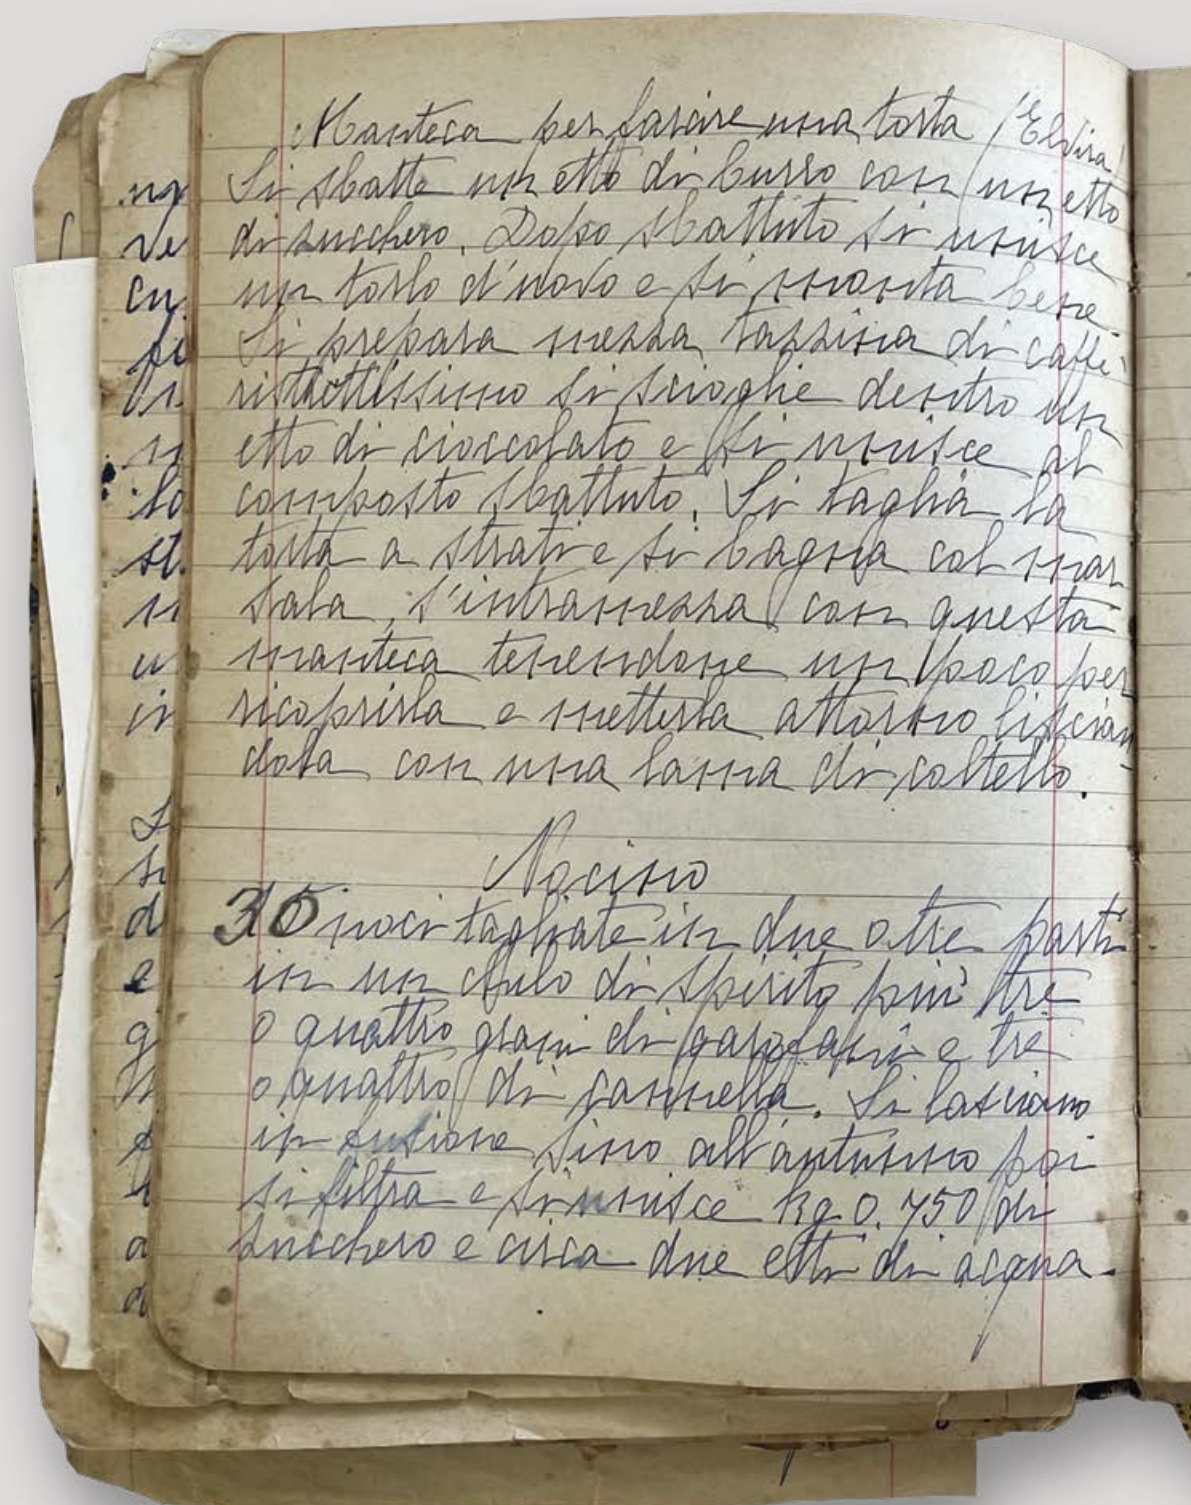 Manteca per farcire una torta (Elvira)
Si sbatte un etto di burro con un etto
di zucchero. Dopo sbattuto si unisce
un torlo d'uovo e si monta bene.
Si prepara mezza tazzina di caffè
ristrettissimo si scioglie dentro un
etto di cioccolato e si unisce al
composto sbattuto. Si taglia la
torta a strati e si bagna col mar
sala, s'intramezza con questa
manteca tenendone un poco per
ricoprirla e metterla attorno liscian
dola con una lama di coltello.
Nocino
30 noci tagliate in due o tre parti
in un chilo di spirito più tre
o quattro grani di garofani e tre
o quattro di cannella. Si lasciano
in fusione sino all'autunno poi
si filtra e si unisce Kg 0.750 di
zucchero e circa due etti di acqua.